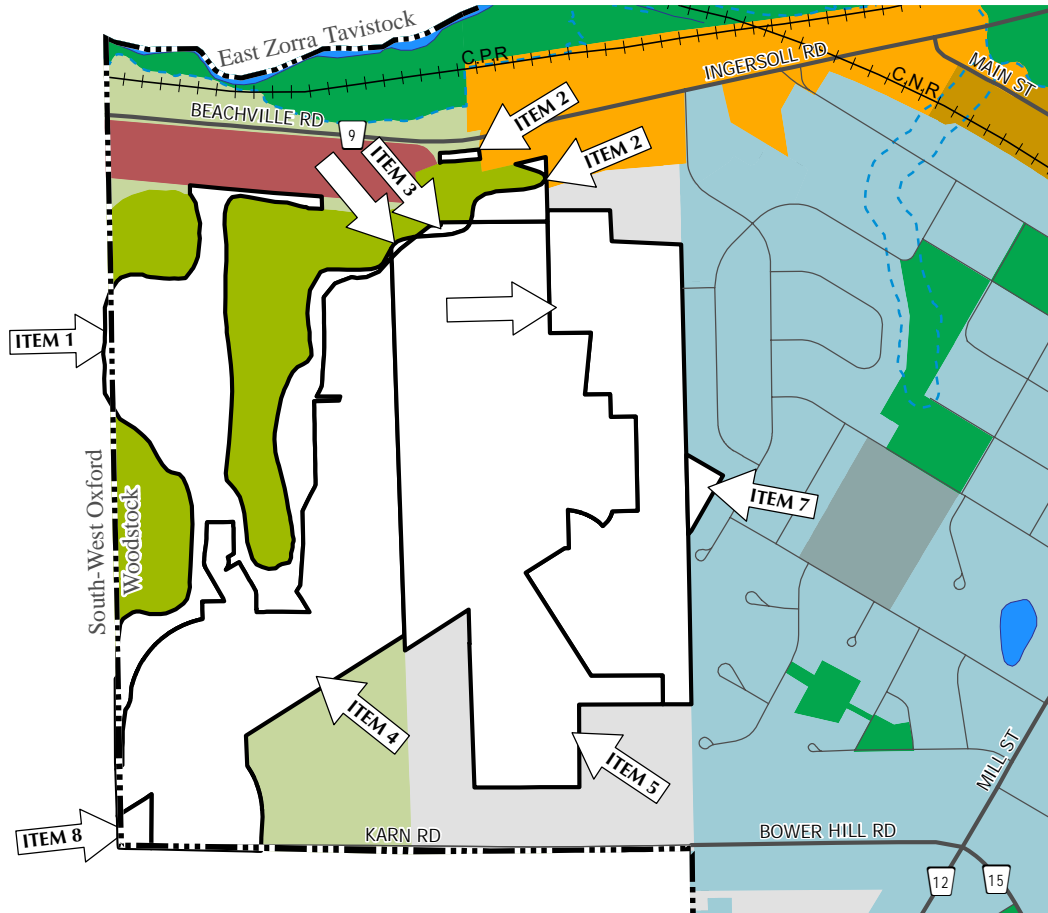 East Zorra Tavistock
C.P.R
INGERSOLL RD
MAIN ST
C.N.R
BEACHVILLE RD
9
ITEM 2
ITEM 3
ITEM 2
ITEM 1
South-West Oxford
Woodstock
ITEM 7
ITEM 4
ITEM 5
MILL ST
ITEM 8
KARN RD
BOWER HILL RD
12
15